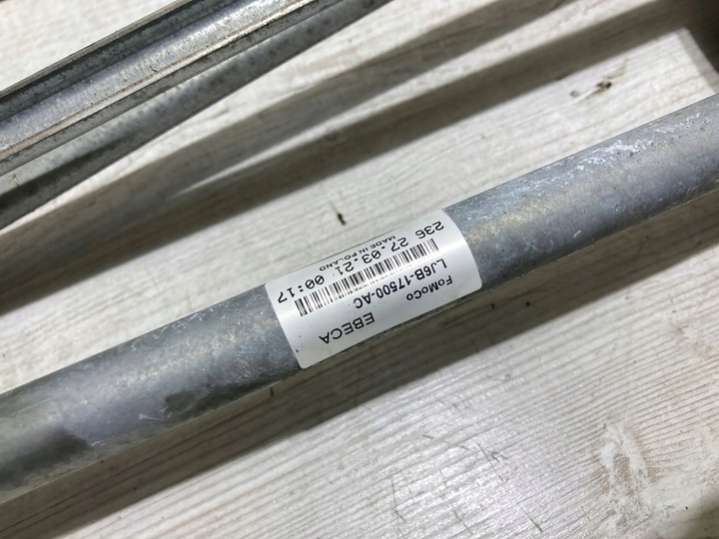 FoMoCo EBECA
LJ6B-17500-AC
MADE IN POLAND
236 27.03.21 00:17